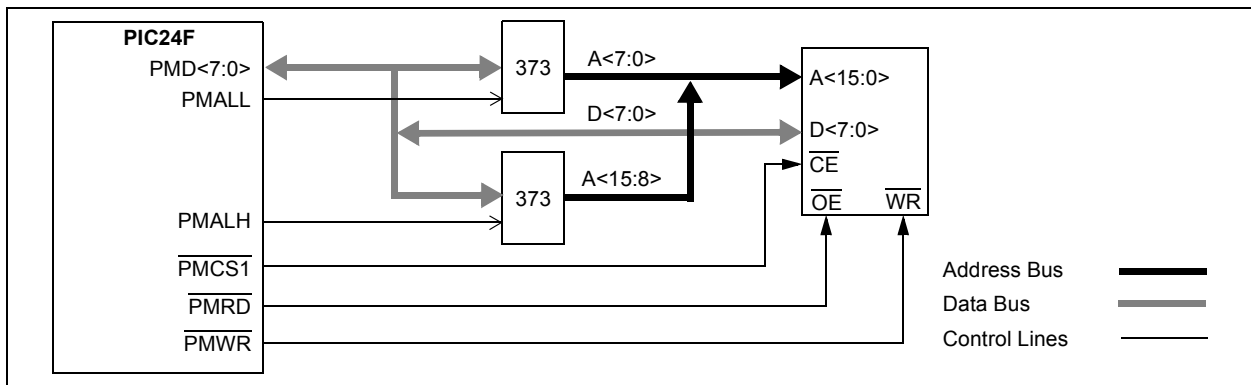 PIC24F
PMD<7:0>
PMALL
373
A<7:0>
A<15:0>
D<7:0>
D<7:0>
CE
373
A<15:8>
OE WR
PMALH
PMCS1
PMRD
PMWR
Address Bus
Data Bus
Control Lines